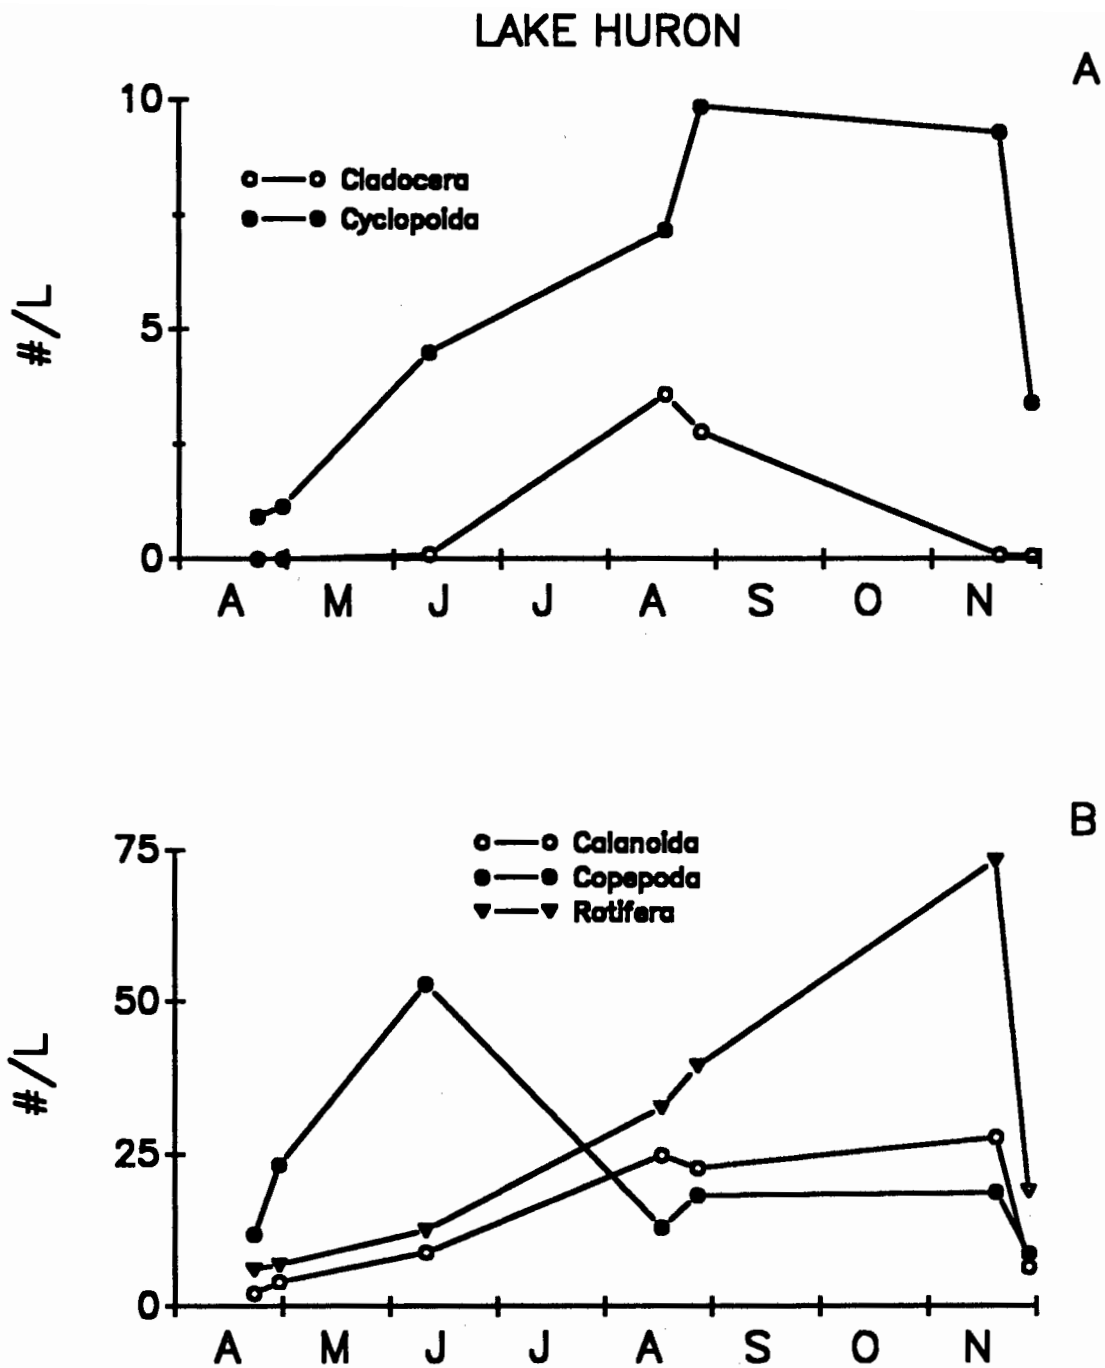 LAKE HURON
A
10
Cladocera
Cyclopoida
#/L
5
0
A M J J A S O N
B
75
Calanoida
Copepoda
Rotifera
50
#/L
25
0
A M J J A S O N